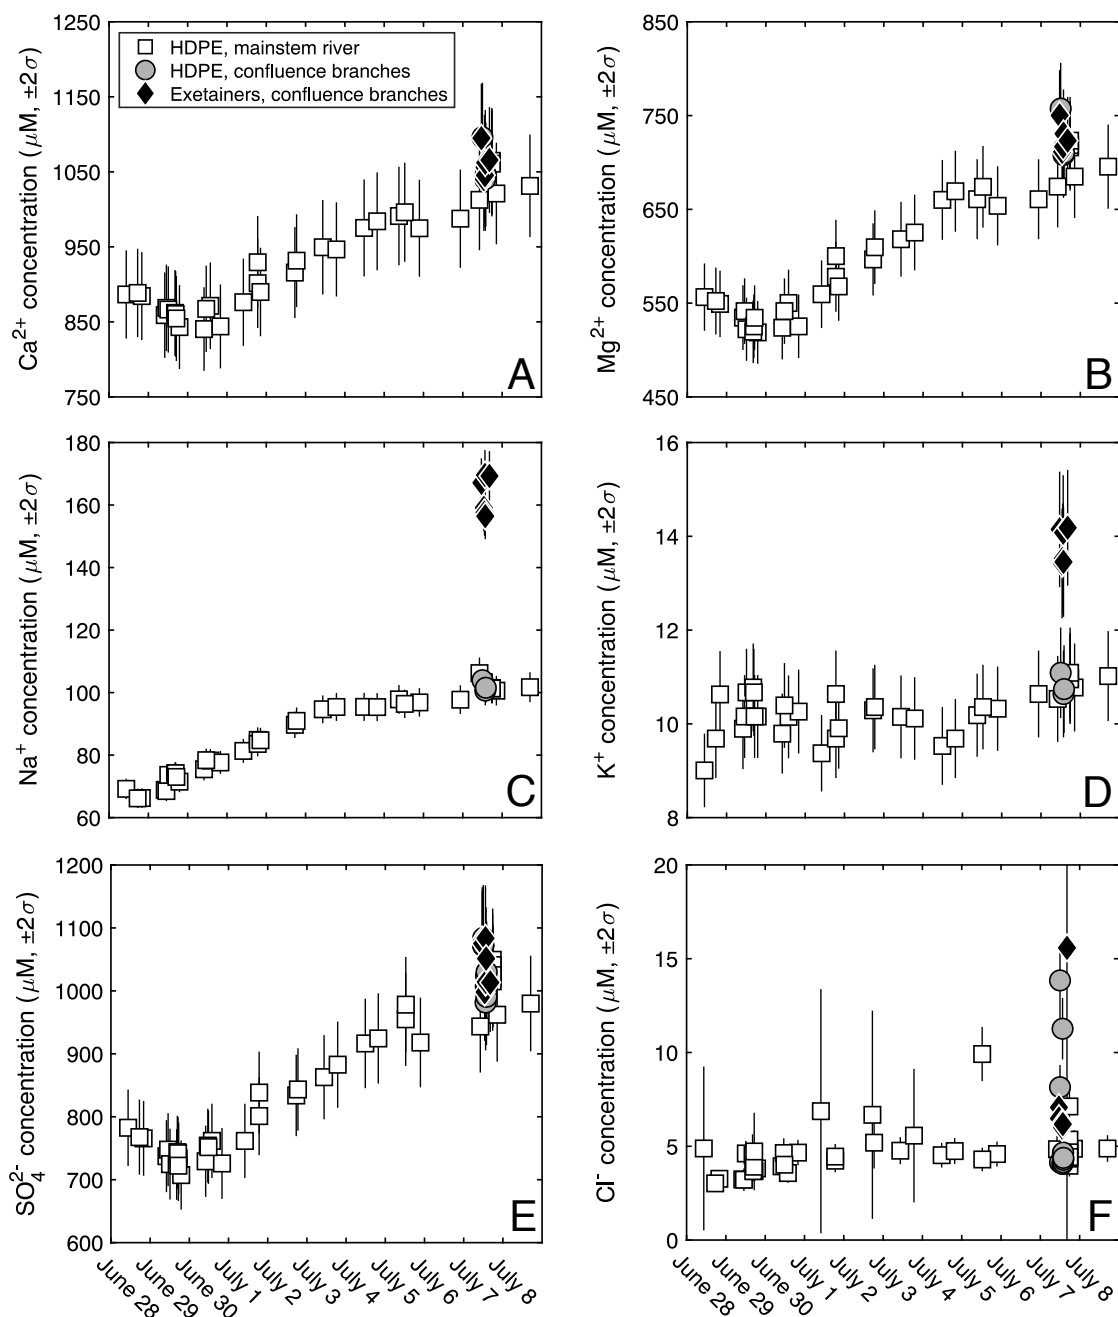 1250
1150
1050
950
850
750
Ca2+ concentration (μM, ±2σ)
HDPE, mainstem river
HDPE, confluence branches
Exetainers, confluence branches
A
850
750
650
550
450
Mg2+ concentration (μM, ±2σ)
B
180
160
140
120
100
80
60
Na+ concentration (μM, ±2σ)
C
16
14
12
10
8
K+ concentration (μM, ±2σ)
D
1200
1100
1000
900
800
700
600
SO42- concentration (μM, ±2σ)
E
June 28
June 29
June 30
July 1
July 2
July 3
July 4
July 5
July 6
July 7
July 8
20
15
10
5
0
Cl- concentration (μM, ±2σ)
F
June 28
June 29
June 30
July 1
July 2
July 3
July 4
July 5
July 6
July 7
July 8